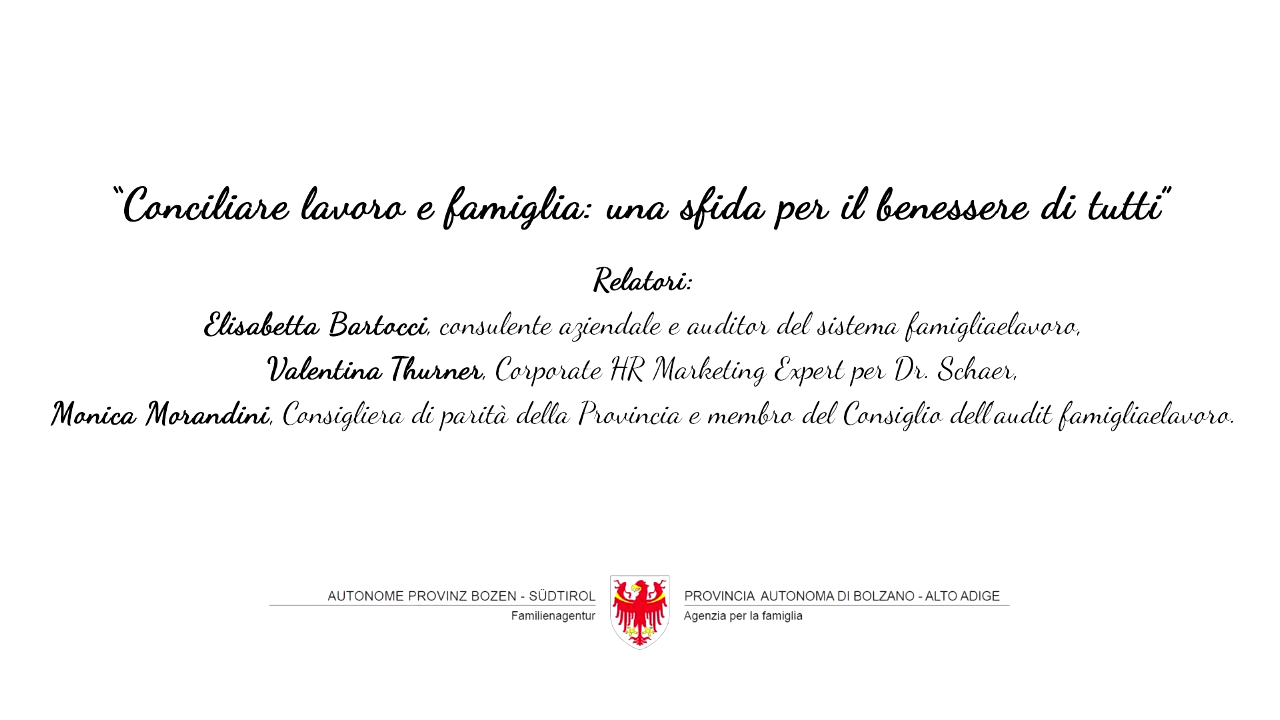 “Conciliare lavoro e famiglia: una sfida per il benessere di tutti”
Relatori:
Elisabetta Bartocci, consulente aziendale e auditor del sistema famigliaelavoro,
Valentina Thurner, Corporate HR Marketing Expert per Dr. Schaer,
Monica Morandini, Consigliera di parità della Provincia e membro del Consiglio dell'audit famigliaelavoro.
AUTONOME PROVINZ BOZEN - SÜDTIROL
Familienagentur
PROVINCIA AUTONOMA DI BOLZANO - ALTO ADIGE
Agenzia per la famiglia